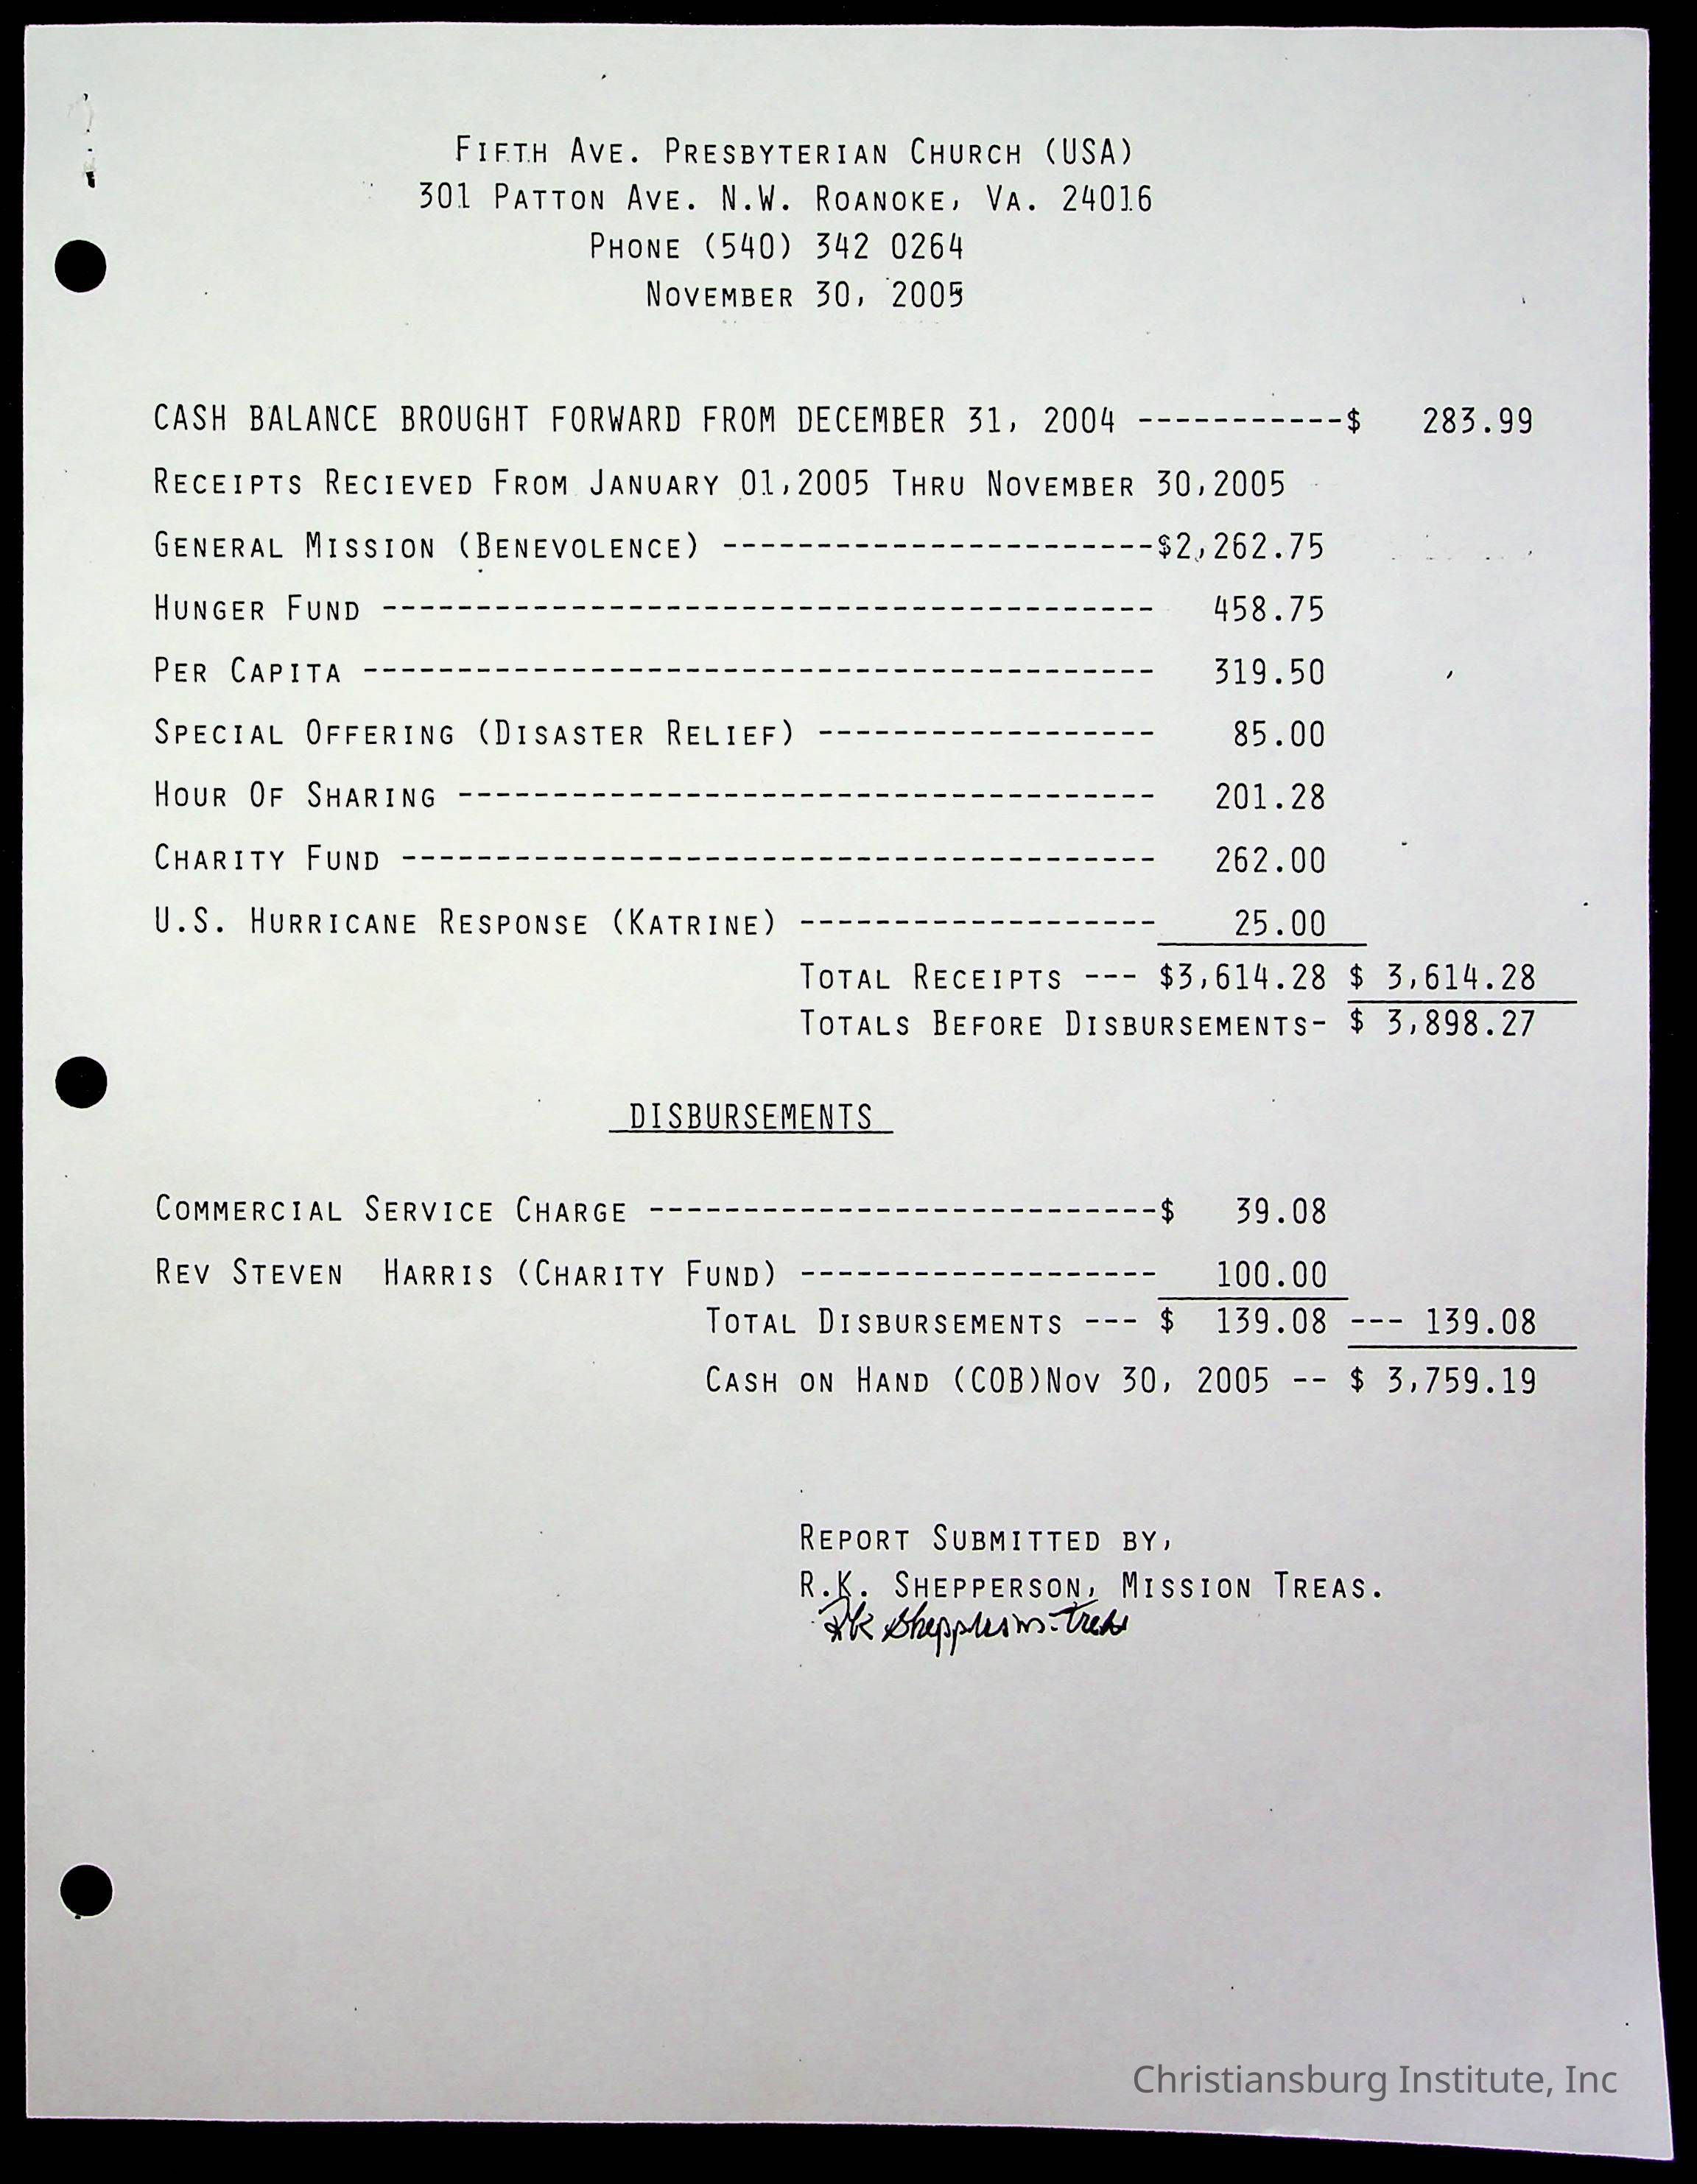 FIFTH AVE. PRESBYTERIAN CHURCH (USA)
301 PATTON AVE. N.W. ROANOKE, VA. 24016
PHONE (540) 342 0264
NOVEMBER 30, 2005
CASH BALANCE BROUGHT FORWARD FROM DECEMBER 31, 2004 -----------$ 283.99
RECEIPTS RECIEVED FROM JANUARY 01,2005 THRU NOVEMBER 30,2005
GENERAL MISSION (BENEVOLENCE) -----------------------$2,262.75
HUNGER FUND ----------------------------------------- 458.75
PER CAPITA ------------------------------------------ 319.50
SPECIAL OFFERING (DISASTER RELIEF) ------------------ 85.00
HOUR OF SHARING ------------------------------------- 201.28
CHARITY FUND ---------------------------------------- 262.00
U.S. HURRICANE RESPONSE (KATRINE) ------------------- 25.00
TOTAL RECEIPTS --- $3,614.28 $ 3,614.28
TOTALS BEFORE DISBURSEMENTS- $ 3,898.27
DISBURSEMENTS
COMMERCIAL SERVICE CHARGE ---------------------------$ 39.08
REV STEVEN HARRIS (CHARITY FUND) ------------------- 100.00
TOTAL DISBURSEMENTS --- $ 139.08 --- 139.08
CASH ON HAND (COB)NOV 30, 2005 -- $ 3,759.19
REPORT SUBMITTED BY,
R.K. SHEPPERSON, MISSION TREAS.
RK Shepperson-Treas
Christiansburg Institute, Inc